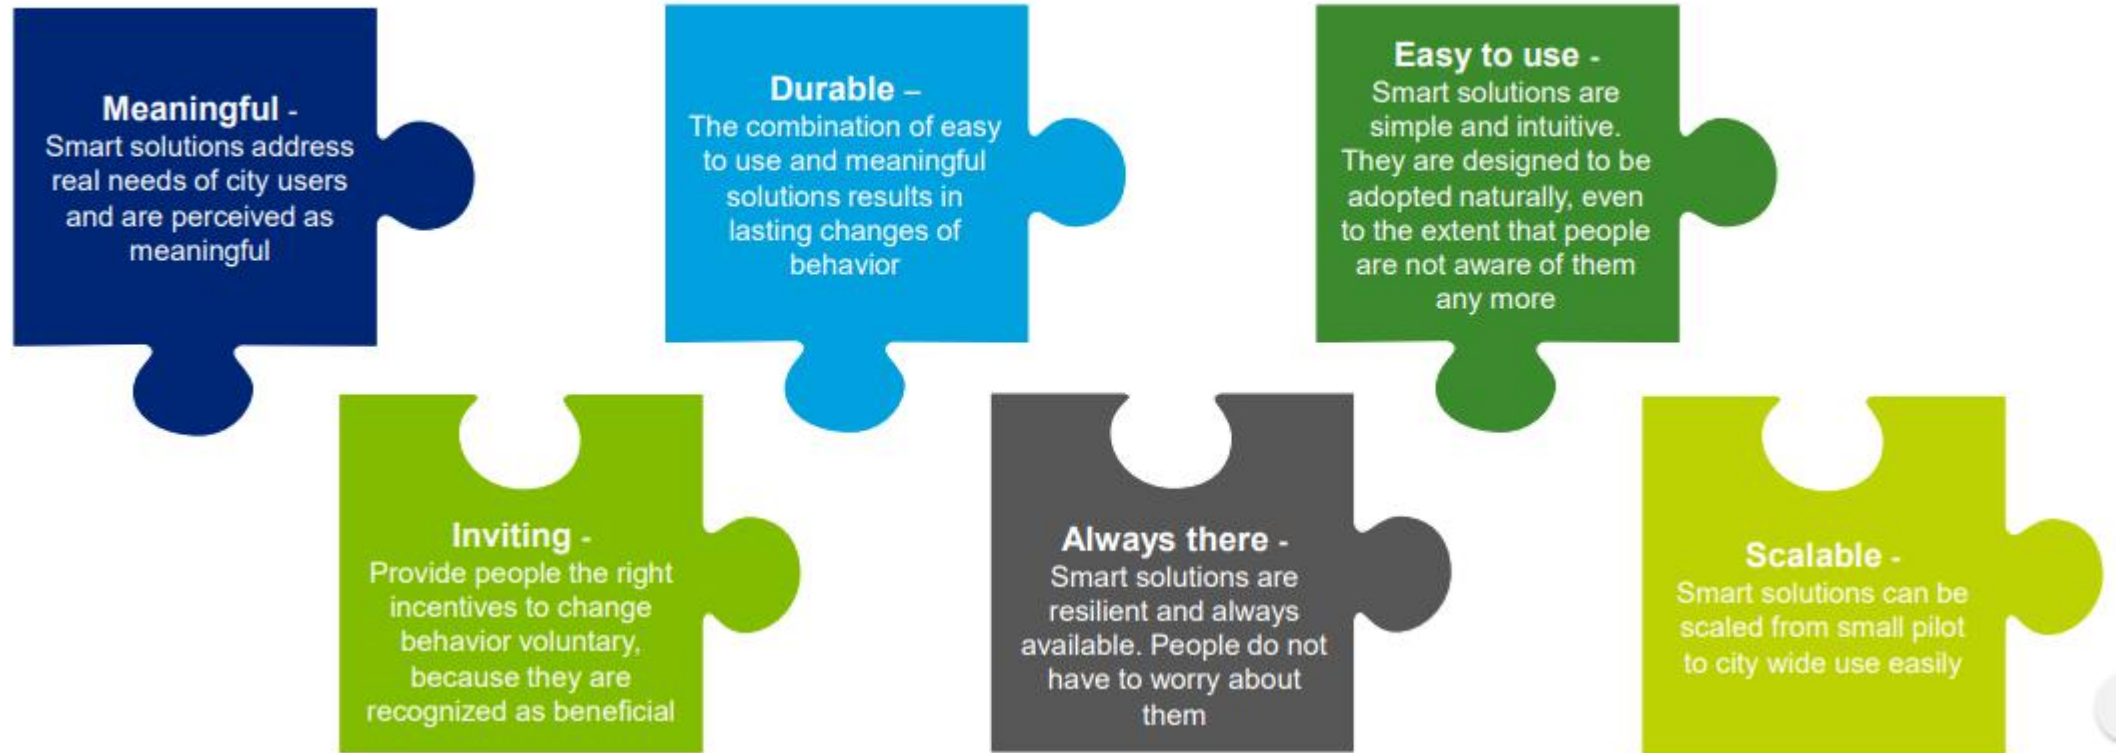 Meaningful -
Smart solutions address
real needs of city users
and are perceived as
meaningful
Inviting -
Provide people the right
incentives to change
behavior voluntary,
because they are
recognized as beneficial
Durable –
The combination of easy
to use and meaningful
solutions results in
lasting changes of
behavior
Always there -
Smart solutions are
resilient and always
available. People do not
have to worry about
them
Easy to use -
Smart solutions are
simple and intuitive.
They are designed to be
adopted naturally, even
to the extent that people
are not aware of them
any more
Scalable -
Smart solutions can be
scaled from small pilot
to city wide use easily